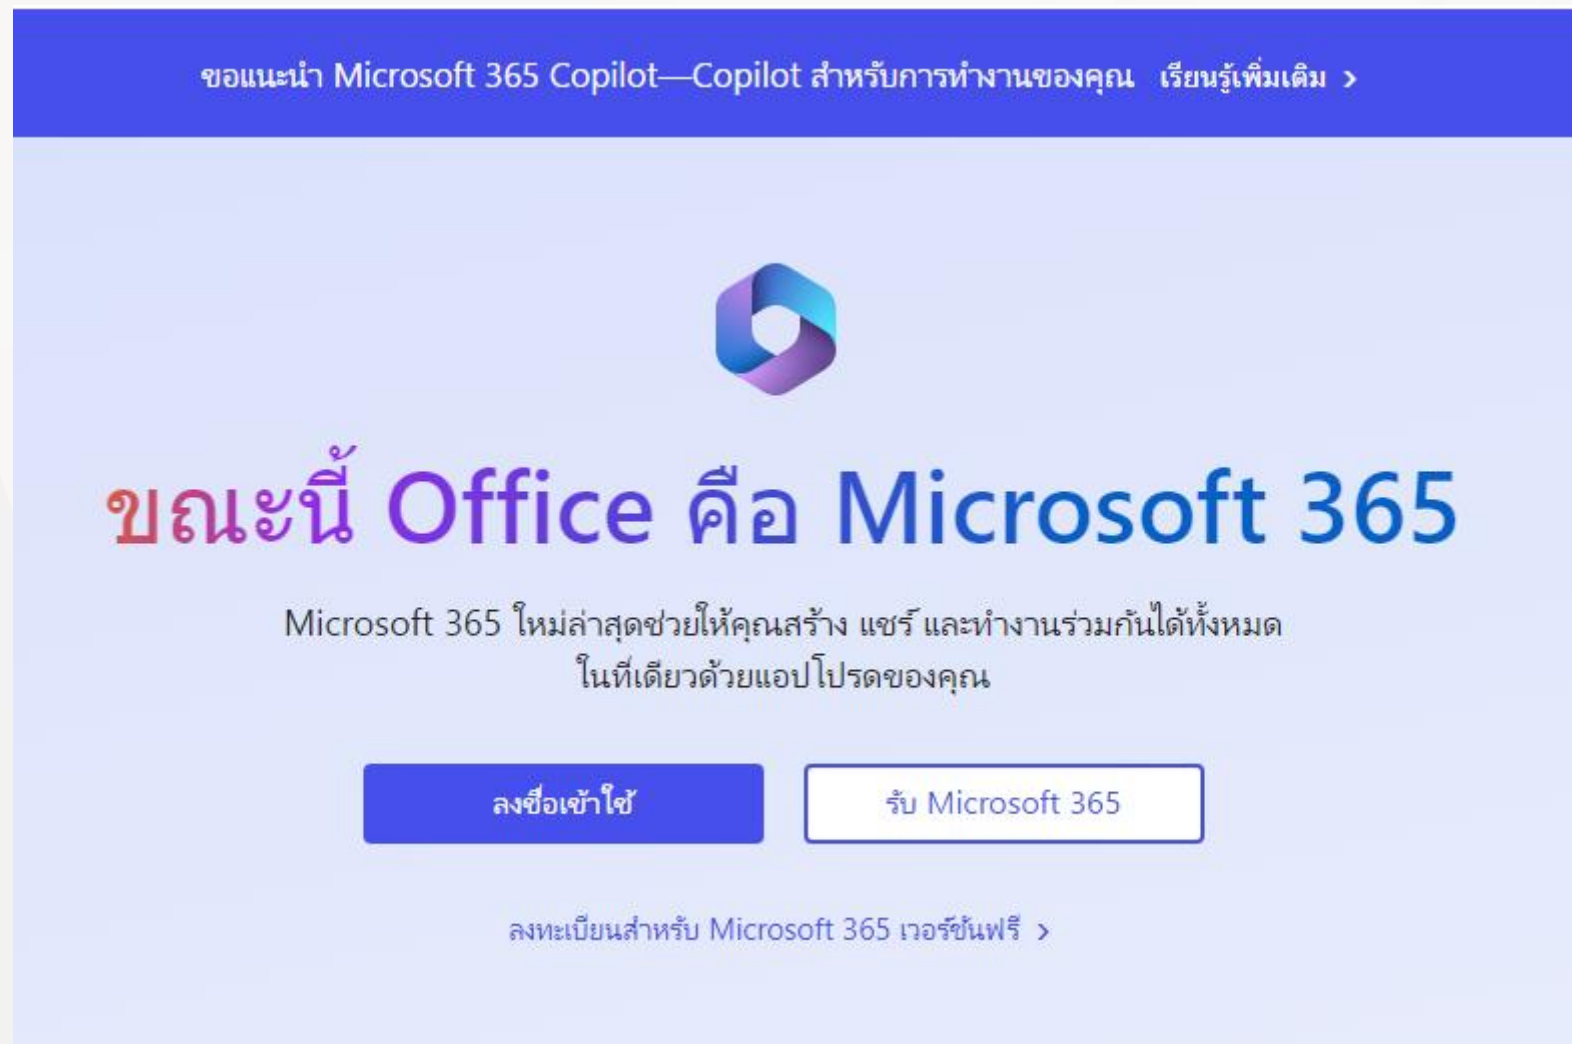 ขอแนะนำ Microsoft 365 Copilot—Copilot สำหรับการทำงานของคุณ เรียนรู้เพิ่มเติม >
ขณะนี้ Office คือ Microsoft 365
Microsoft 365 ใหม่ล่าสุดช่วยให้คุณสร้าง แชร์ และทำงานร่วมกันได้ทั้งหมด
ในที่เดียวด้วยแอปโปรดของคุณ
ลงชื่อเข้าใช้
รับ Microsoft 365
ลงทะเบียนสำหรับ Microsoft 365 เวอร์ชันฟรี >